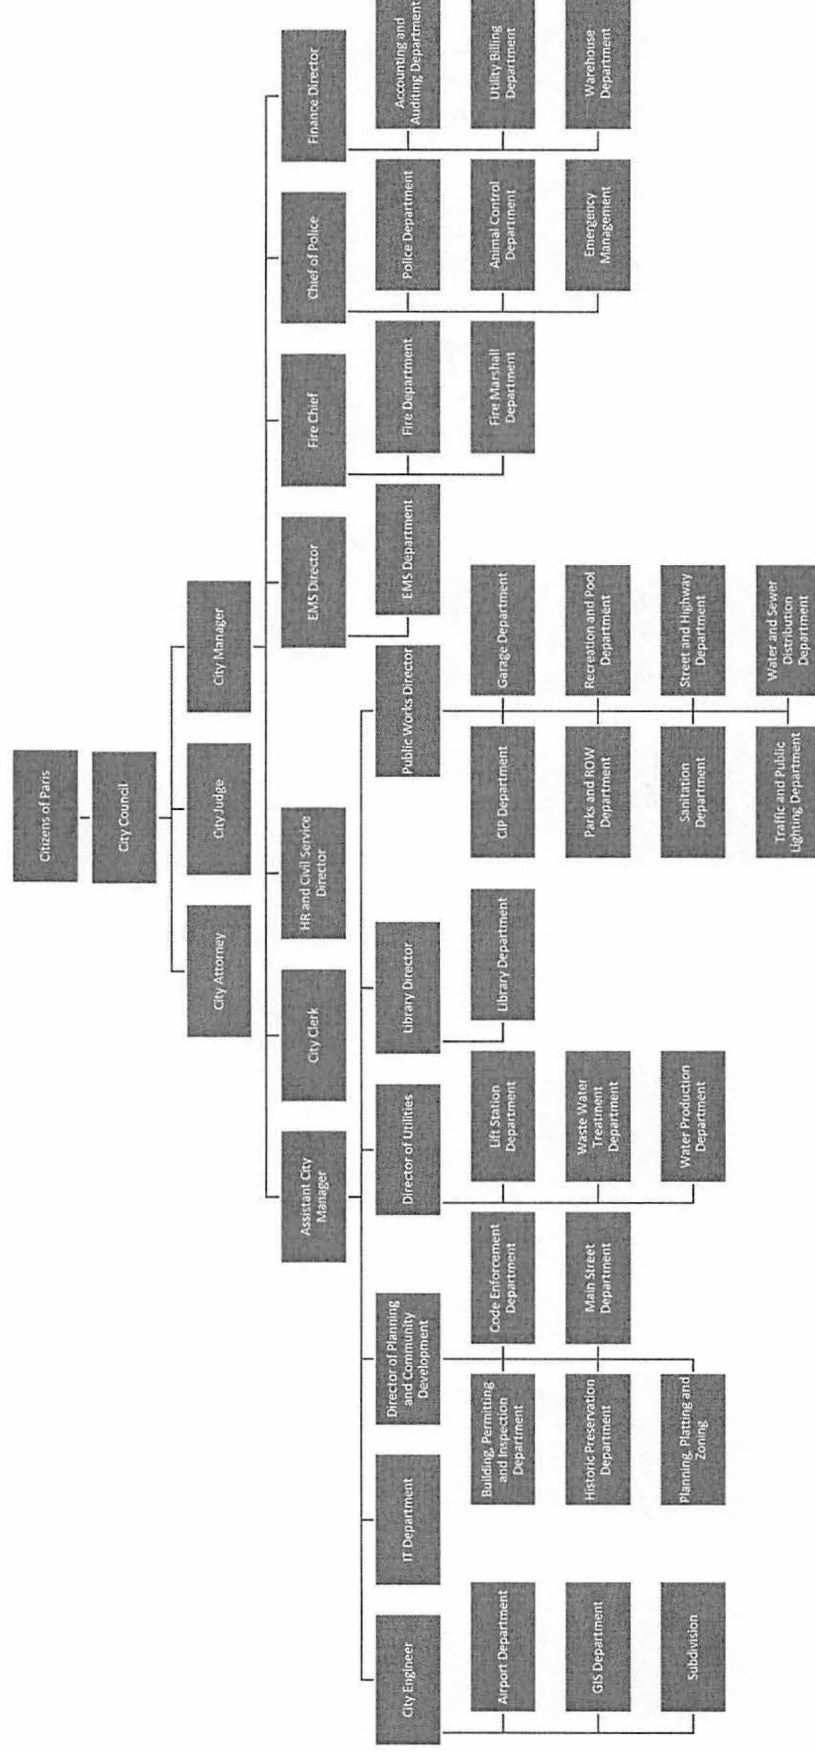 Citizens of Paris
City Council
City Attorney
City Judge
City Manager
Assistant City
Manager
City Clerk
HR and Civil Service
Director
EMS Director
Fire Chief
Chief of Police
Finance Director
City Engineer
IT Department
Director of Planning
and Community
Development
Director of Utilities
Library Director
Public Works Director
EMS Department
Fire Department
Police Department
Accounting and
Auditing Department
Airport Department
Building, Permitting
and Inspection
Department
Code Enforcement
Department
Lift Station
Department
Library Department
CIP Department
Garage Department
Fire Marshall
Department
Animal Control
Department
Utility Billing
Department
GIS Department
Historic Preservation
Department
Main Street
Department
Waste Water
Treatment
Department
Parks and ROW
Department
Recreation and Pool
Department
Emergency
Management
Warehouse
Department
Subdivision
Planning, Platting and
Zoning
Water Production
Department
Sanitation
Department
Street and Highway
Department
Traffic and Public
Lighting Department
Water and Sewer
Distribution
Department